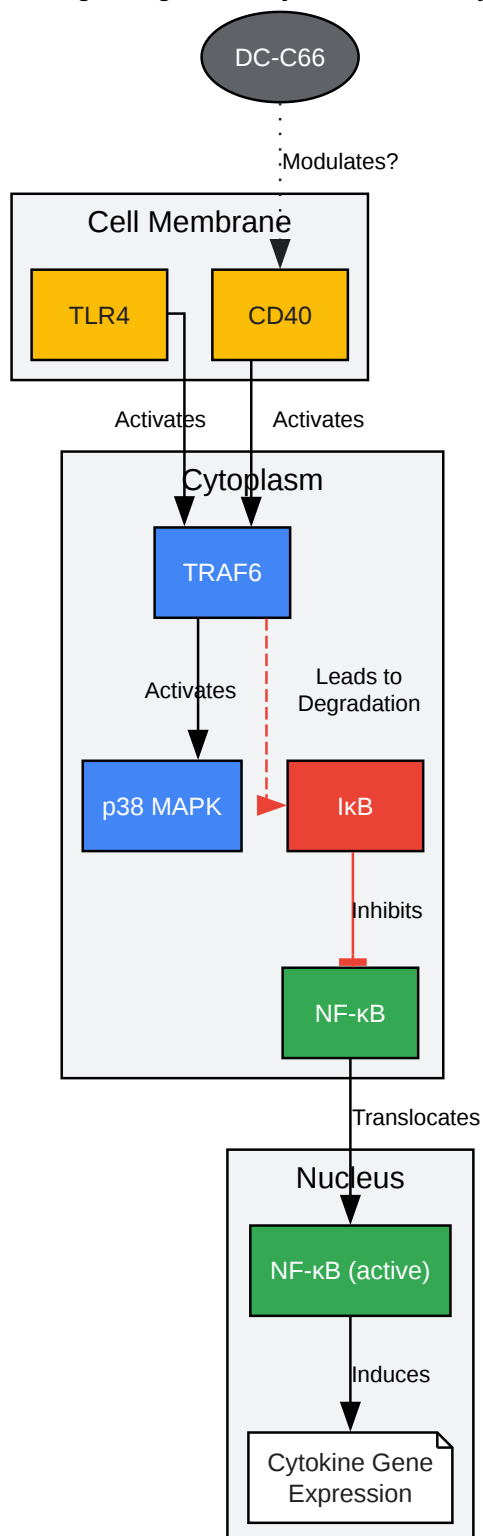 DC-C66
Modulates?
Cell Membrane
TLR4
CD40
Activates
Activates
Cytoplasm
TRAF6
Activates
Leads to
Degradation
p38 MAPK
IκB
Inhibits
NF-κB
Translocates
Nucleus
NF-κB (active)
Induces
Cytokine Gene
Expression